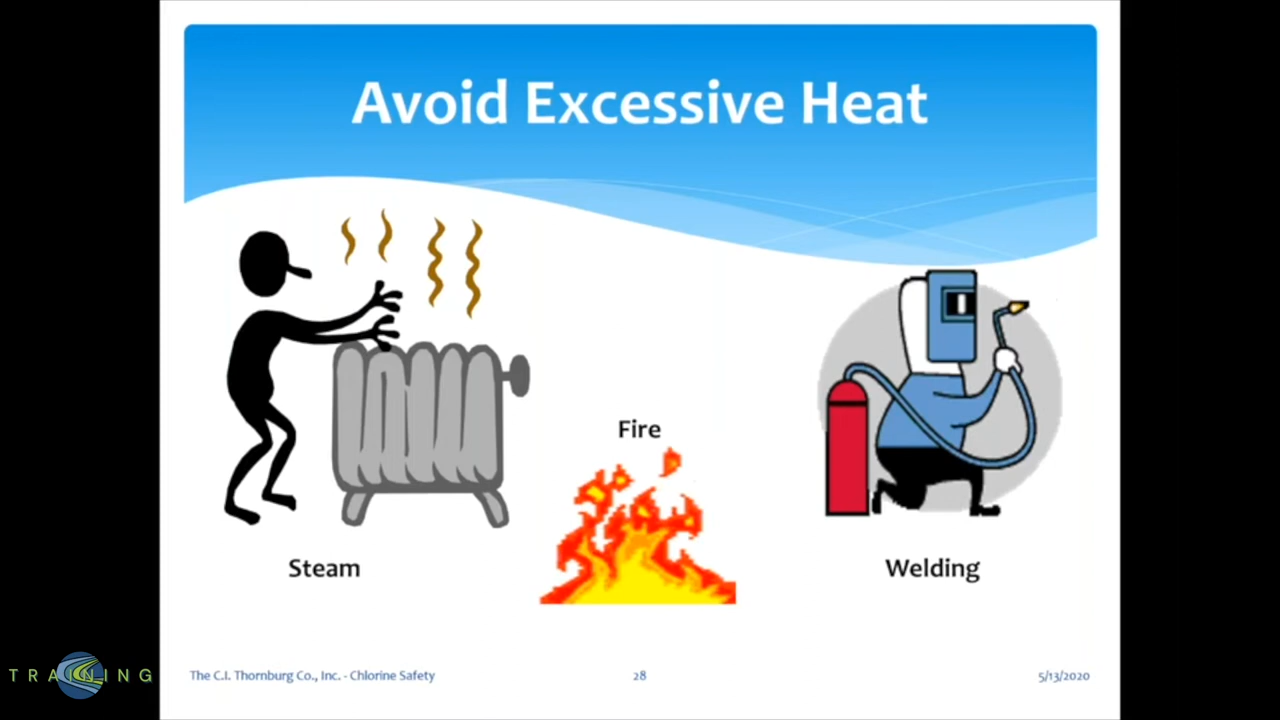 Avoid Excessive Heat
Fire
Steam
Welding
TRAINING
The C.I. Thornburg Co., Inc. - Chlorine Safety
28
5/13/2020